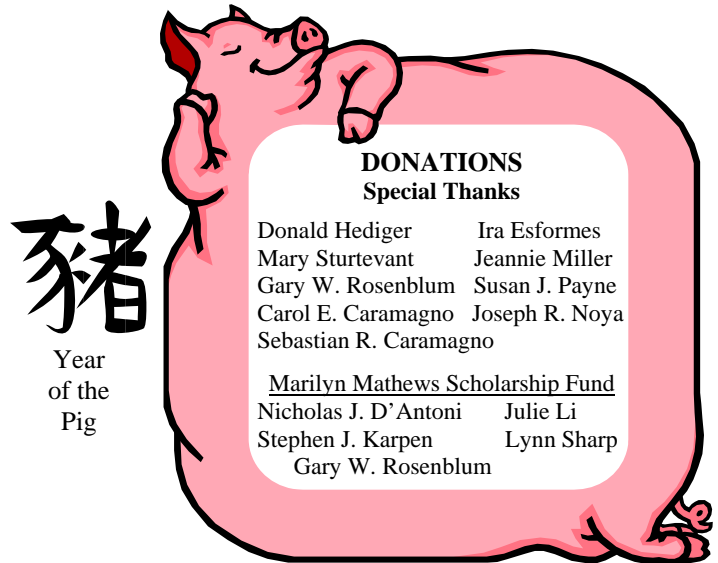 DONATIONS
Special Thanks
Donald Hediger Ira Esformes
Mary Sturtevant Jeannie Miller
Gary W. Rosenblum Susan J. Payne
Carol E. Caramagno Joseph R. Noya
Sebastian R. Caramagno
Marilyn Mathews Scholarship Fund
Nicholas J. D’Antoni Julie Li
Stephen J. Karpen Lynn Sharp
Gary W. Rosenblum
豬
Year
of the
Pig